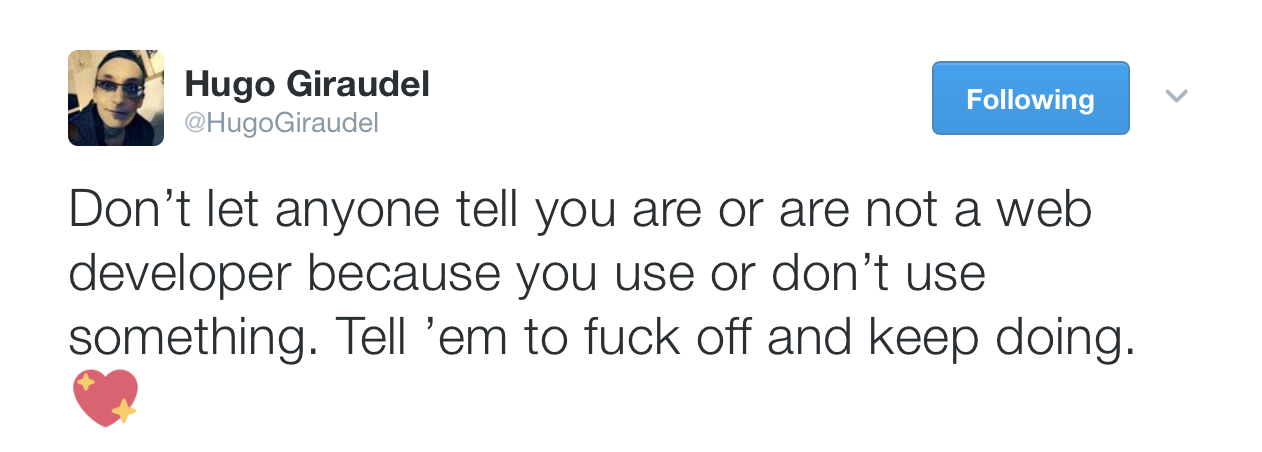 Hugo Giraudel
@HugoGiraudel
Following
Don’t let anyone tell you are or are not a web
developer because you use or don’t use
something. Tell ’em to fuck off and keep doing.
💖